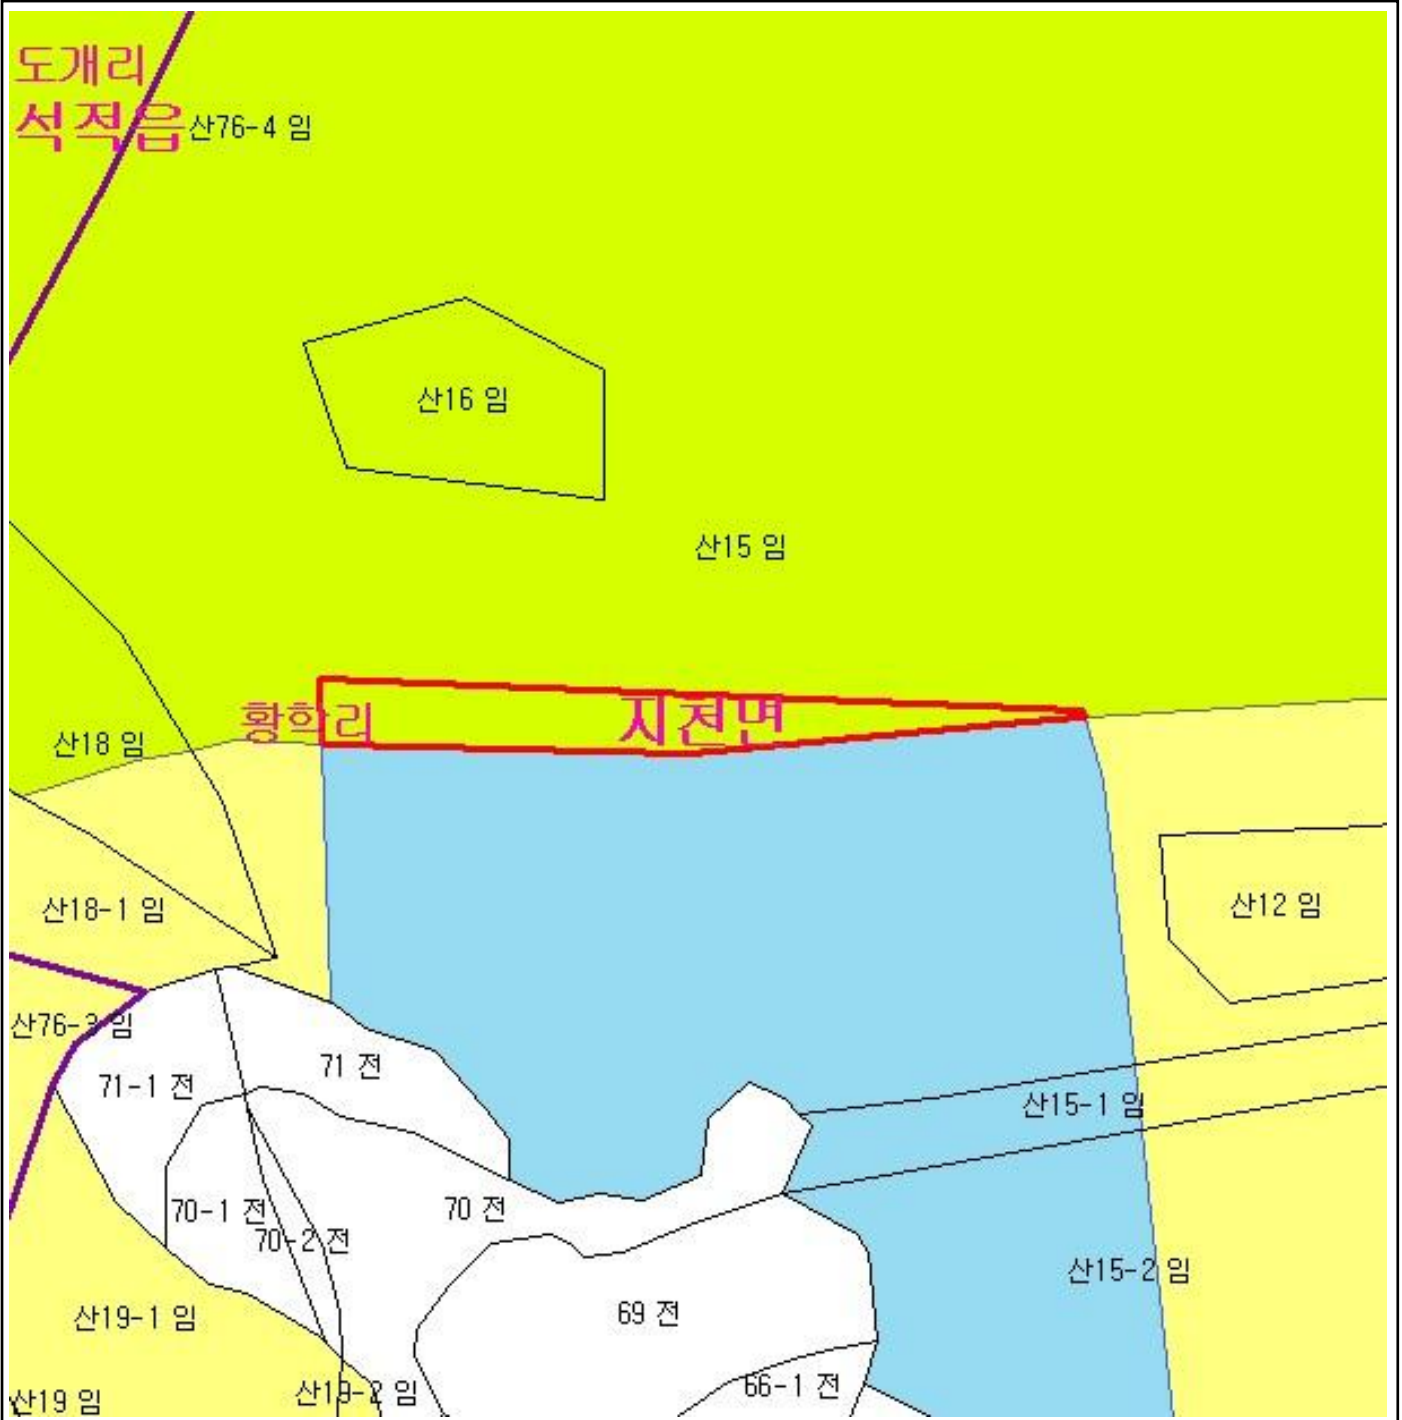 도개리
석적읍
산76-4 임
산16 임
산15 임
황학리
지천면
산18 임
산18-1 임
산12 임
산76-3 임
71 전
71-1 전
산15-1 임
70-1 전
70 전
70-2 전
산15-2 임
69 전
산19-1 임
66-1 전
산19-2 임
산19 임